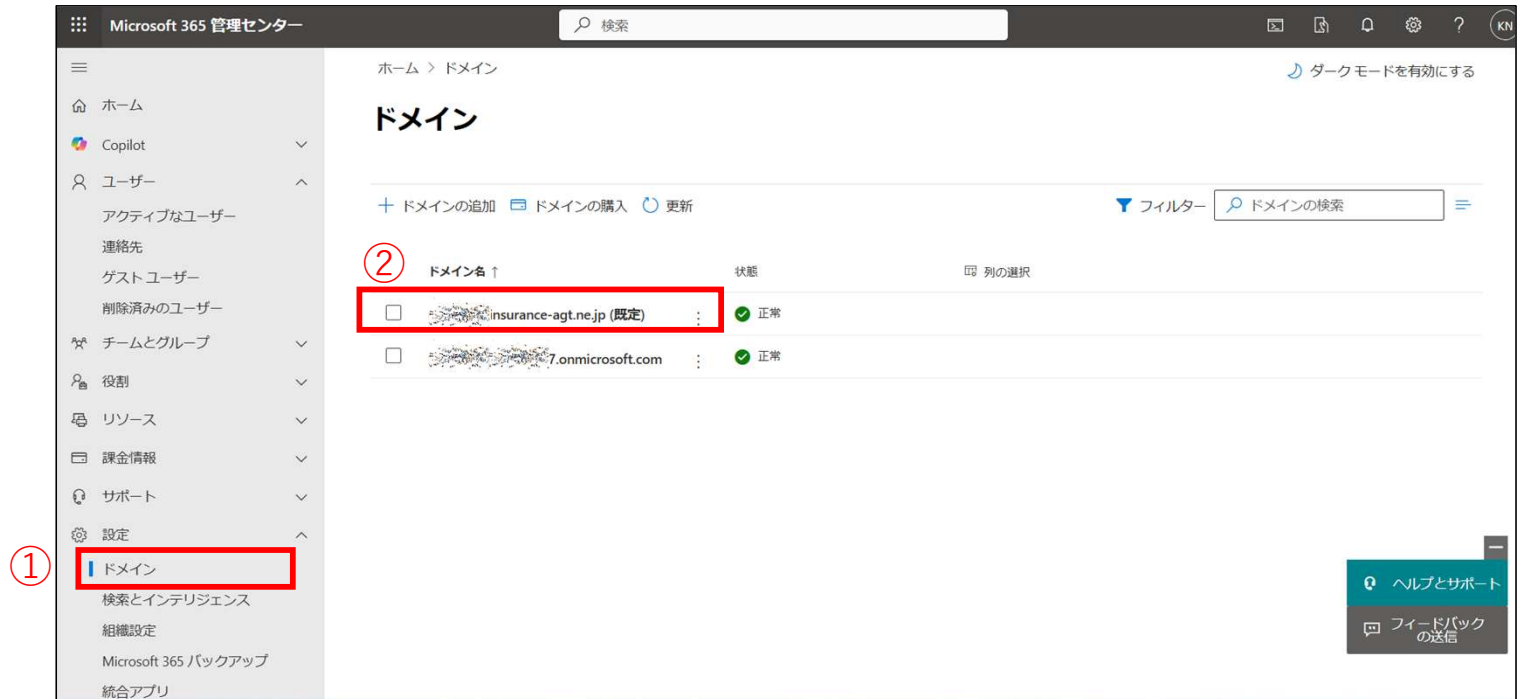 Microsoft 365 管理センター
検索
KN
ホーム > ドメイン
ダーク モードを有効にする
ホーム
ドメイン
Copilot
ユーザー
アクティブなユーザー
+ ドメインの追加 ドメインの購入 更新
フィルター ドメインの検索
連絡先
ゲスト ユーザー
② ドメイン名 ↑ 状態 列の選択
削除済みのユーザー
insurance-agt.ne.jp (既定) 正常
チームとグループ
7.onmicrosoft.com 正常
役割
リソース
課金情報
サポート
設定
① ドメイン
検索とインテリジェンス
ヘルプとサポート
組織設定
フィードバック
の送信
Microsoft 365 バックアップ
統合アプリ